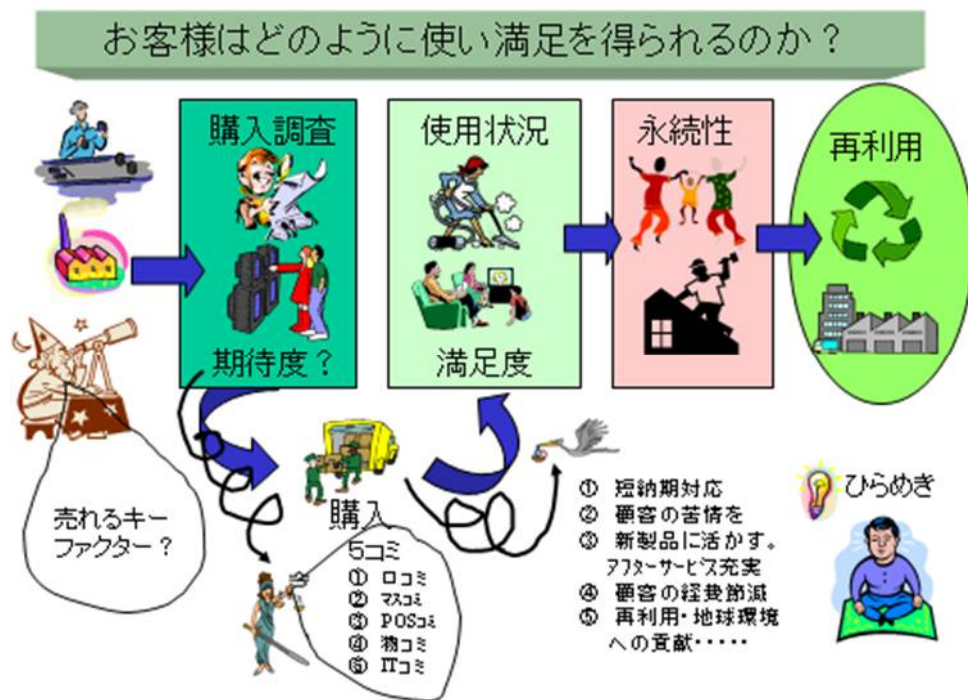 お客様はどのように使い満足を得られるのか？
購入調査
期待度？
使用状況
満足度
永続性
再利用
売れるキー
ファクター？
購入
5コミ
① 口コミ
② マスコミ
③ POSコミ
④ 物コミ
⑤ ITコミ
① 短納期対応
② 顧客の苦情を
③ 新製品に活かす。
アフターサービス充実
④ 顧客の経費節減
⑤ 再利用・地球環境
への貢献・・・・・
ひらめき